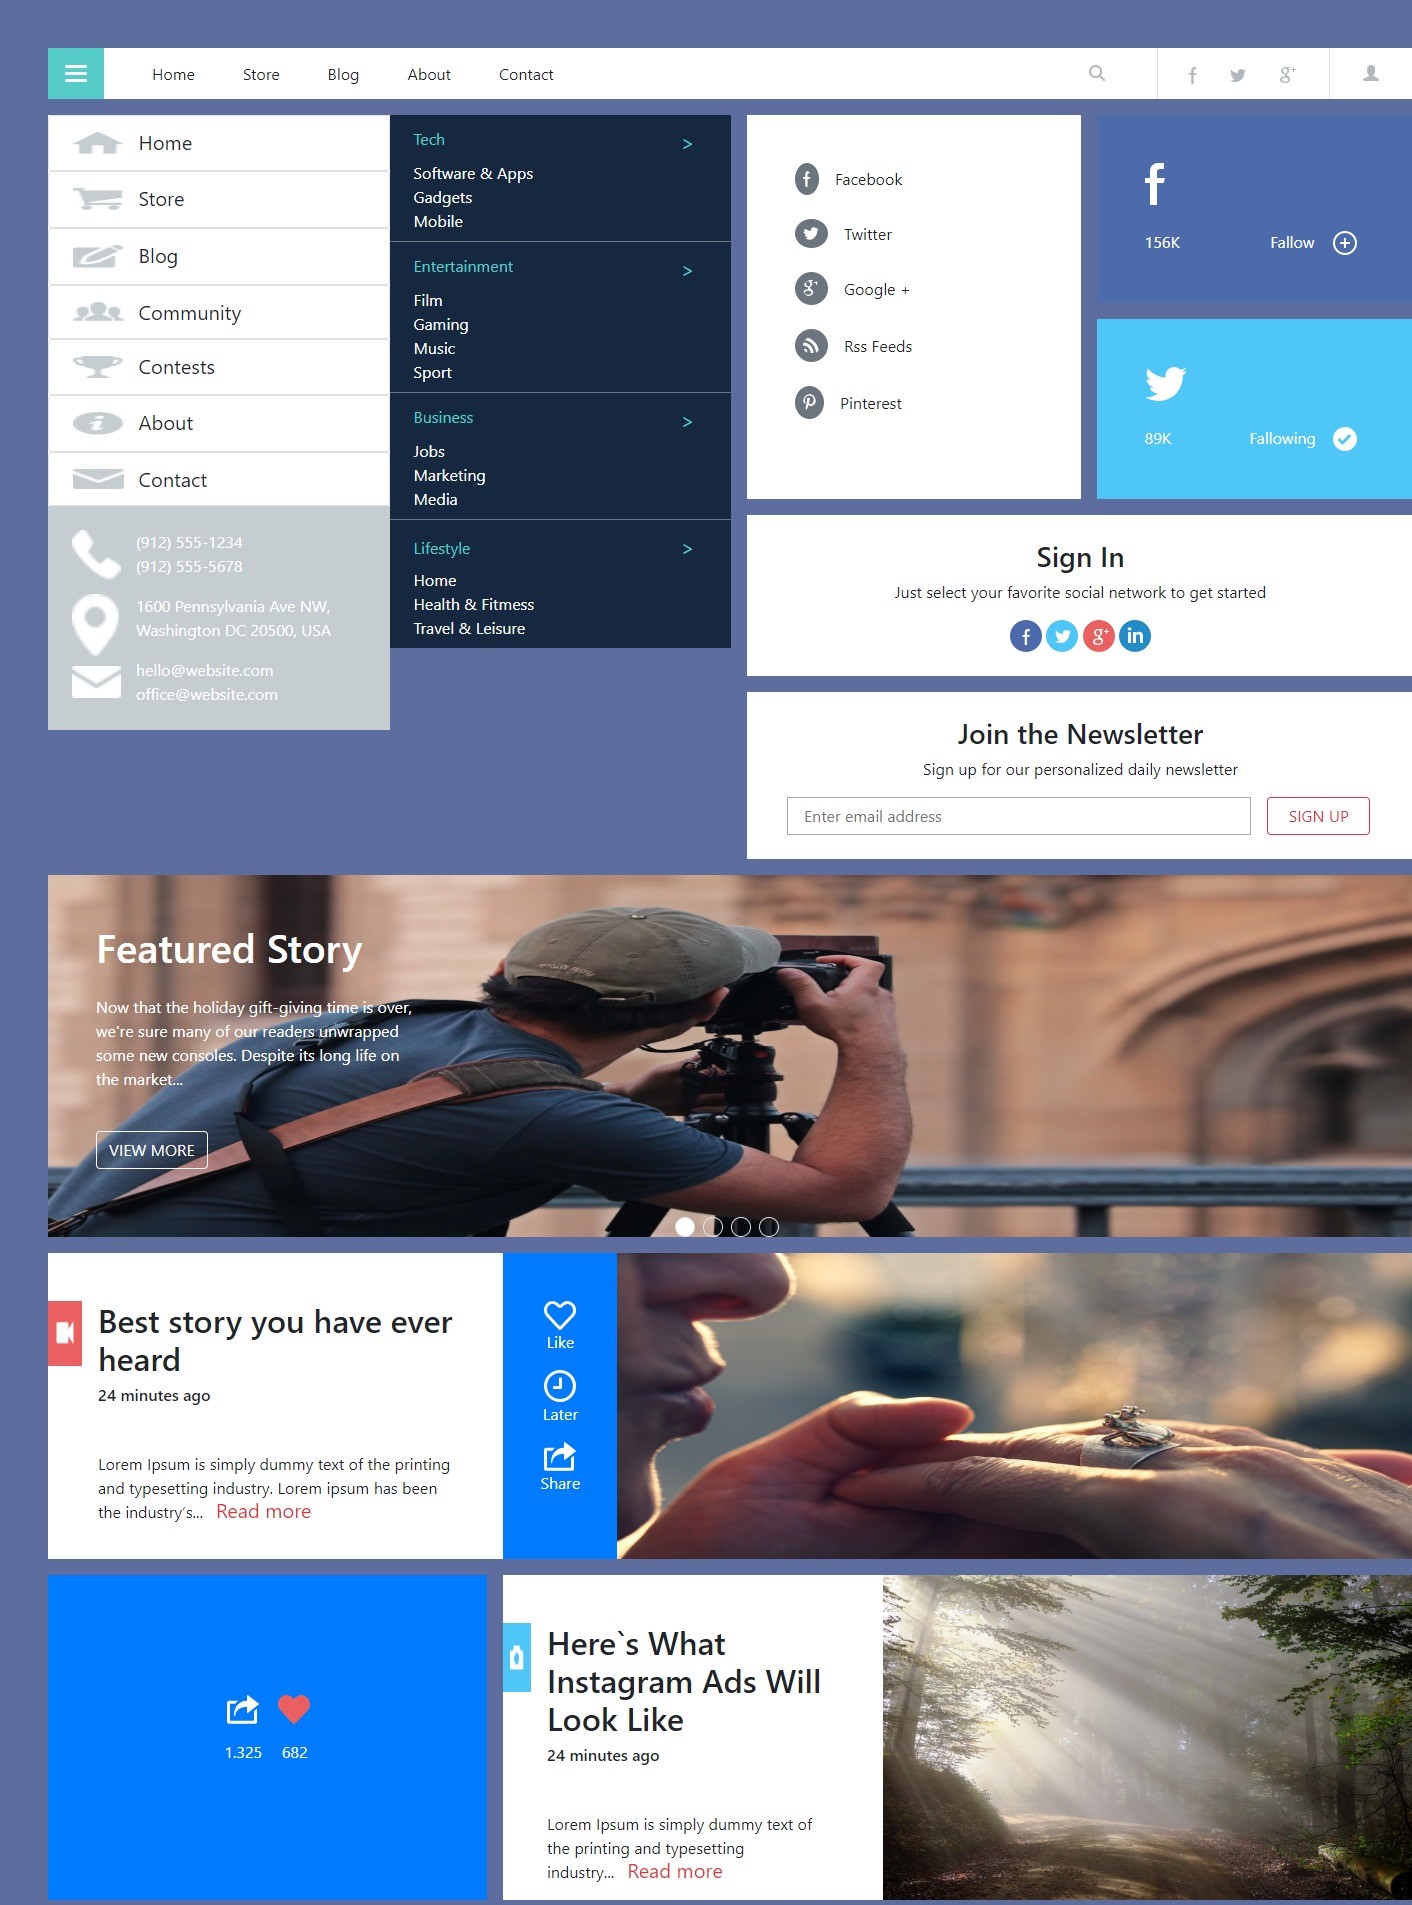 Home Store Blog About Contact
Home
Store
Blog
Community
Contests
About
Contact
(912) 555-1234
(912) 555-5678
1600 Pennsylvania Ave NW,
Washington DC 20500, USA
hello@website.com
office@website.com
Tech >
Software & Apps
Gadgets
Mobile
Entertainment >
Film
Gaming
Music
Sport
Business >
Jobs
Marketing
Media
Lifestyle >
Home
Health & Fitness
Travel & Leisure
Facebook
Twitter
Google +
Rss Feeds
Pinterest
156K Fallow
89K Following
Sign In
Just select your favorite social network to get started
Join the Newsletter
Sign up for our personalized daily newsletter
Enter email address SIGN UP
Featured Story
Now that the holiday gift-giving time is over,
we're sure many of our readers unwrapped
some new consoles. Despite its long life on
the market...
VIEW MORE
Best story you have ever
heard
24 minutes ago
Lorem Ipsum is simply dummy text of the printing
and typesetting industry. Lorem ipsum has been
the industry's... Read more
Like
Later
Share
1.325 682
Here`s What
Instagram Ads Will
Look Like
24 minutes ago
Lorem Ipsum is simply dummy text of
the printing and typesetting
industry... Read more